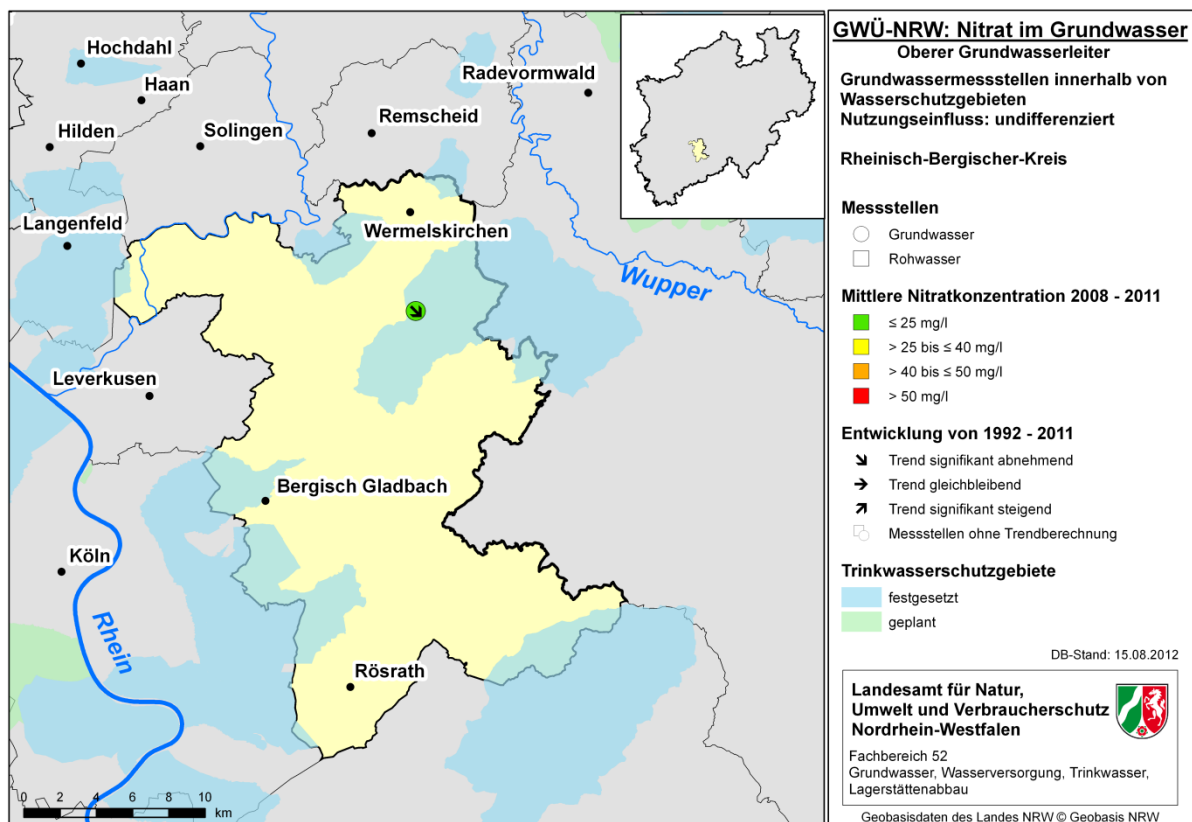 Hochdahl
Haan
Hilden
Solingen
Radevormwald
Remscheid
Langenfeld
Wermelskirchen
Wupper
Leverkusen
Bergisch Gladbach
Köln
Rhein
Rösrath
0 2 4 6 8 10
km
GWÜ-NRW: Nitrat im Grundwasser
Oberer Grundwasserleiter
Grundwassermessstellen innerhalb von
Wasserschutzgebieten
Nutzungseinfluss: undifferenziert
Rheinisch-Bergischer-Kreis
Messstellen
Grundwasser
Rohwasser
Mittlere Nitratkonzentration 2008 - 2011
≤ 25 mg/l
> 25 bis ≤ 40 mg/l
> 40 bis ≤ 50 mg/l
> 50 mg/l
Entwicklung von 1992 - 2011
Trend signifikant abnehmend
Trend gleichbleibend
Trend signifikant steigend
Messstellen ohne Trendberechnung
Trinkwasserschutzgebiete
festgesetzt
geplant
DB-Stand: 15.08.2012
Landesamt für Natur,
Umwelt und Verbraucherschutz
Nordrhein-Westfalen
Fachbereich 52
Grundwasser, Wasserversorgung, Trinkwasser,
Lagerstättenabbau
Geobasisdaten des Landes NRW © Geobasis NRW